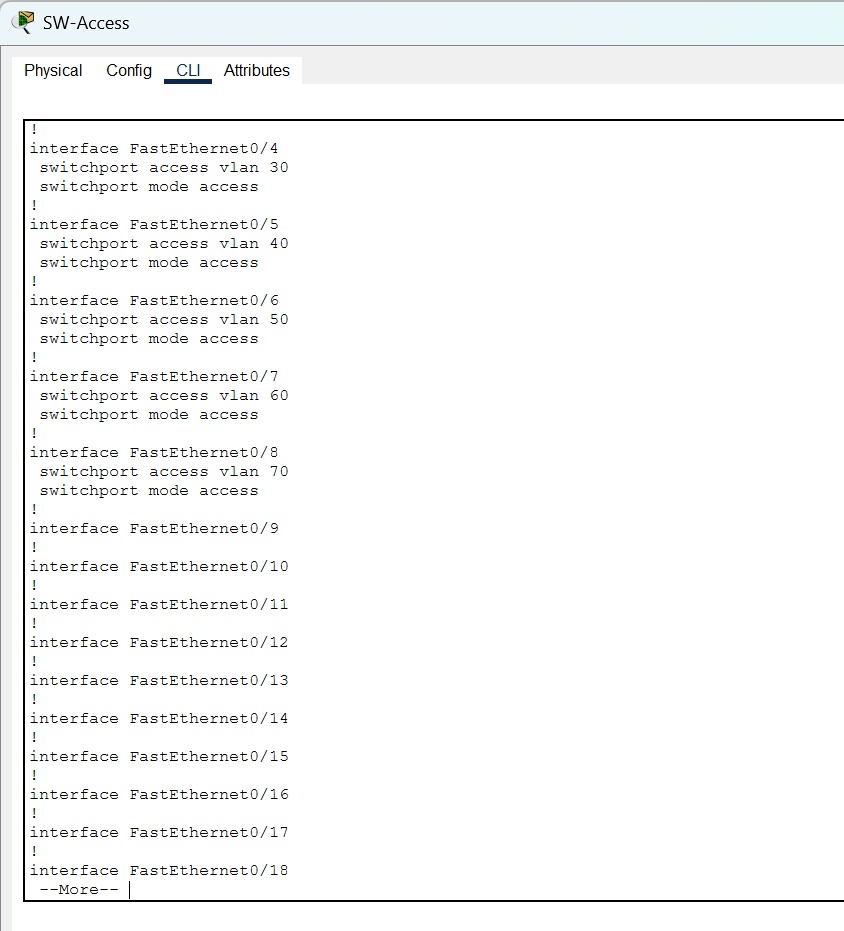 SW-Access
Physical Config CLI Attributes
!
interface FastEthernet0/4
 switchport access vlan 30
 switchport mode access
!
interface FastEthernet0/5
 switchport access vlan 40
 switchport mode access
!
interface FastEthernet0/6
 switchport access vlan 50
 switchport mode access
!
interface FastEthernet0/7
 switchport access vlan 60
 switchport mode access
!
interface FastEthernet0/8
 switchport access vlan 70
 switchport mode access
!
interface FastEthernet0/9
!
interface FastEthernet0/10
!
interface FastEthernet0/11
!
interface FastEthernet0/12
!
interface FastEthernet0/13
!
interface FastEthernet0/14
!
interface FastEthernet0/15
!
interface FastEthernet0/16
!
interface FastEthernet0/17
!
interface FastEthernet0/18
 --More--